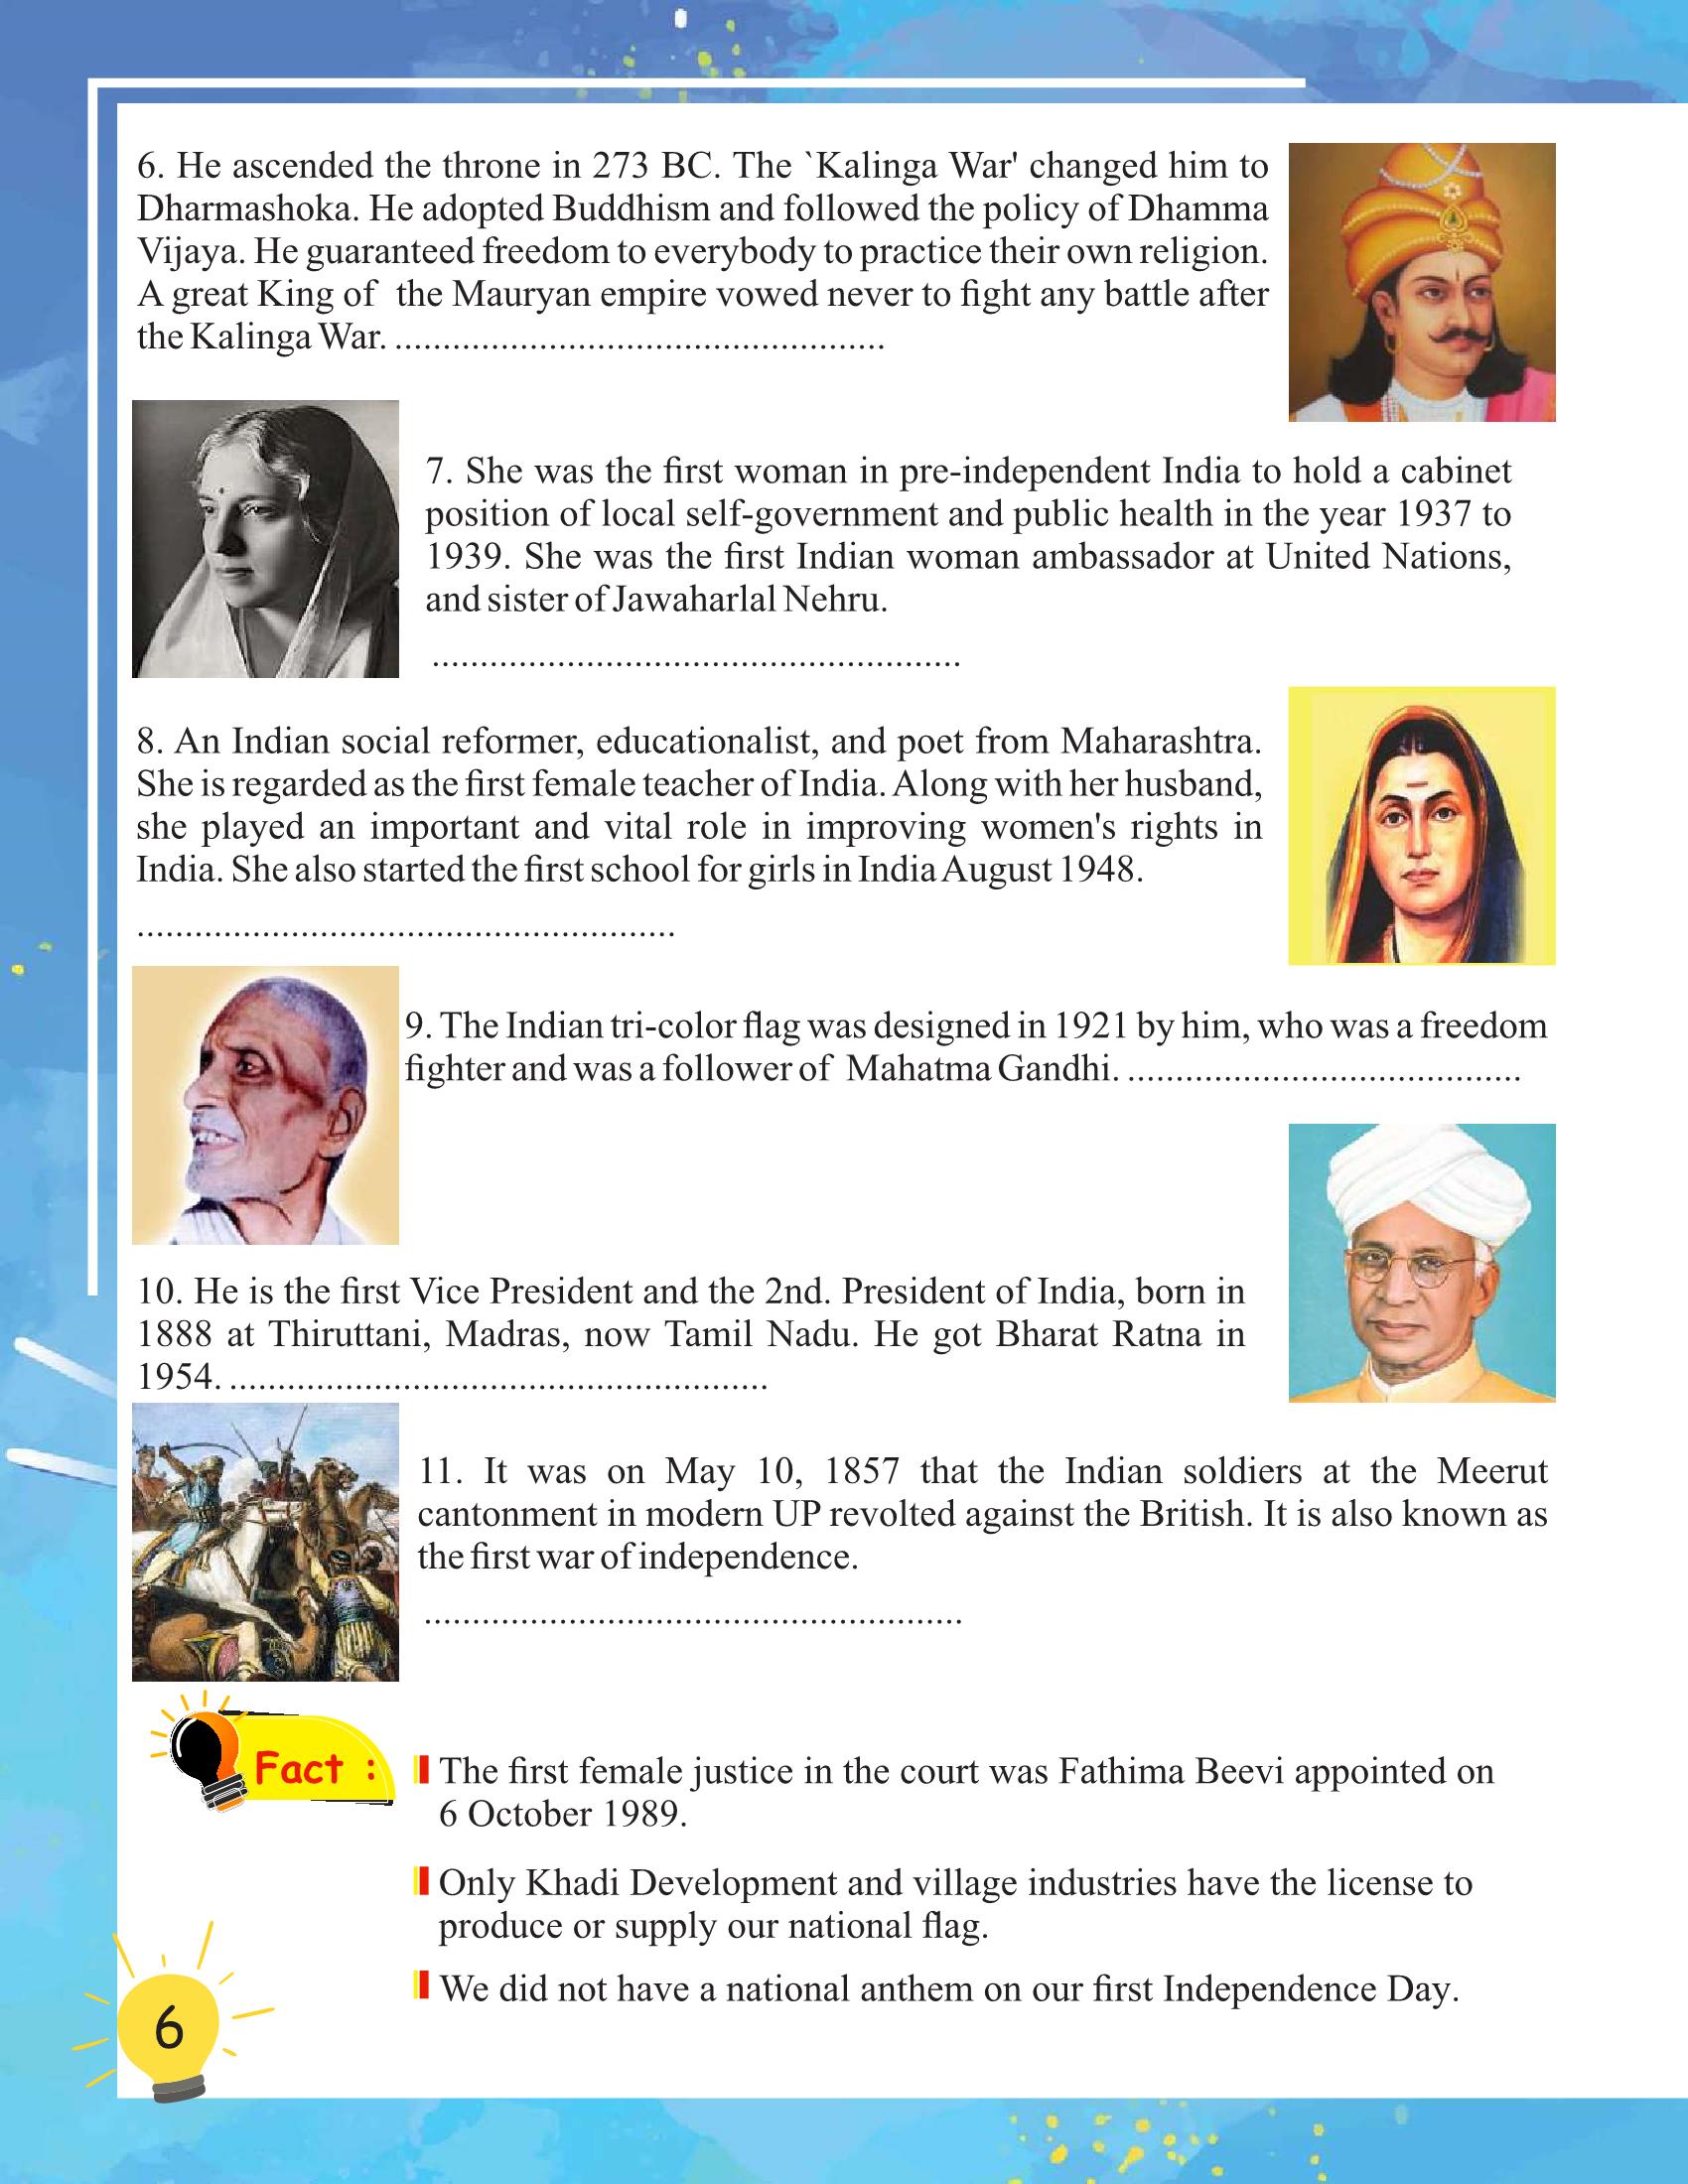 6. He ascended the throne in 273 BC. The `Kalinga War' changed him to
Dharmashoka. He adopted Buddhism and followed the policy of Dhamma
Vijaya. He guaranteed freedom to everybody to practice their own religion.
A great King of  the Mauryan empire vowed never to fight any battle after
the Kalinga War. ...................................................
7. She was the first woman in pre-independent India to hold a cabinet
position of local self-government and public health in the year 1937 to
1939. She was the first Indian woman ambassador at United Nations,
and sister of Jawaharlal Nehru.
.......................................................
8. An Indian social reformer, educationalist, and poet from Maharashtra.
She is regarded as the first female teacher of India. Along with her husband,
she played an important and vital role in improving women's rights in
India. She also started the first school for girls in India August 1948.
........................................................
9. The Indian tri-color flag was designed in 1921 by him, who was a freedom
fighter and was a follower of  Mahatma Gandhi. .........................................
10. He is the first Vice President and the 2nd. President of India, born in
1888 at Thiruttani, Madras, now Tamil Nadu. He got Bharat Ratna in
1954. ........................................................
11. It was on May 10, 1857 that the Indian soldiers at the Meerut
cantonment in modern UP revolted against the British. It is also known as
the first war of independence.
........................................................
Fact :
The first female justice in the court was Fathima Beevi appointed on
6 October 1989.
Only Khadi Development and village industries have the license to
produce or supply our national flag.
We did not have a national anthem on our first Independence Day.
6